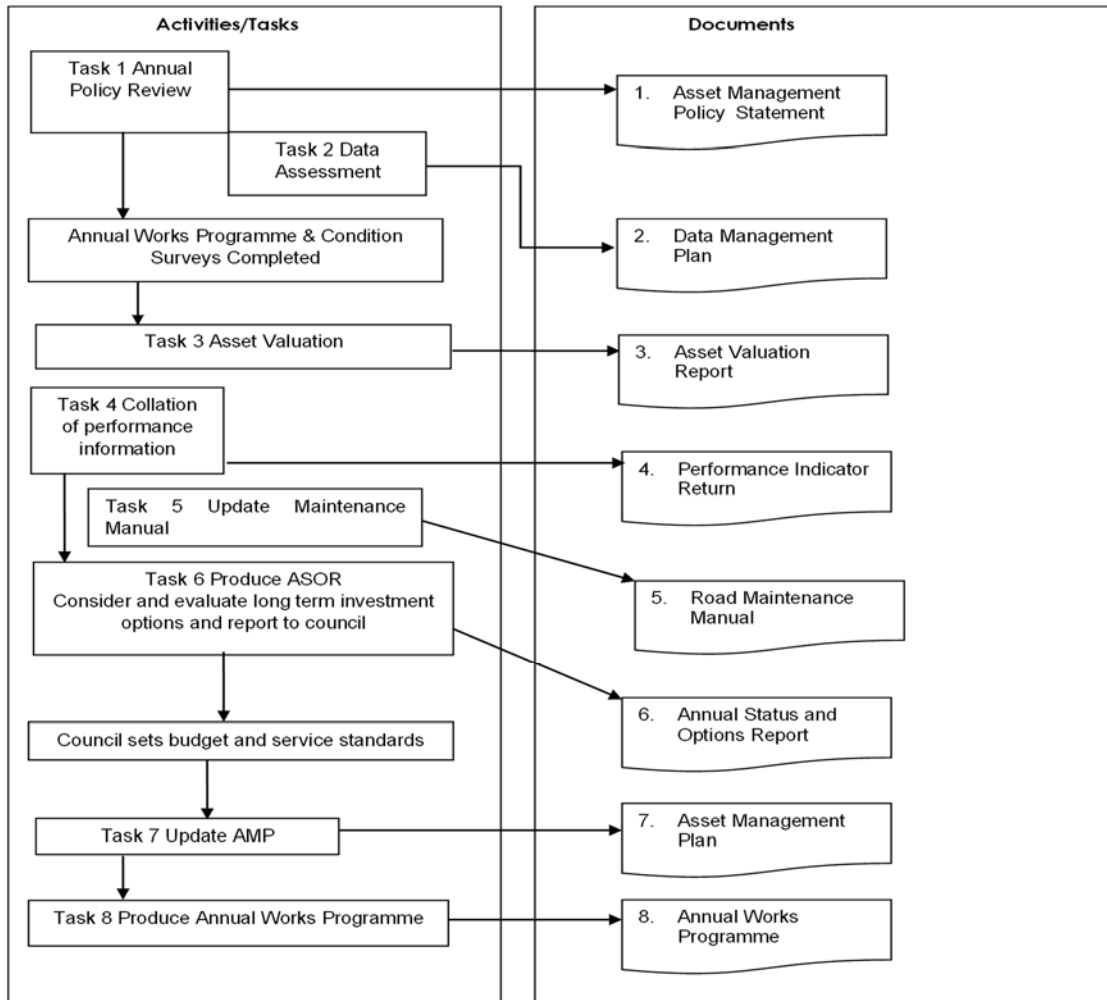 Activities/Tasks
Documents
Task 1 Annual
Policy Review
1. Asset Management
Policy Statement
Task 2 Data
Assessment
Annual Works Programme & Condition
Surveys Completed
2. Data Management
Plan
Task 3 Asset Valuation
3. Asset Valuation
Report
Task 4 Collation
of performance
information
4. Performance Indicator
Return
Task 5 Update Maintenance
Manual
Task 6 Produce ASOR
Consider and evaluate long term investment
options and report to council
5. Road Maintenance
Manual
6. Annual Status and
Options Report
Council sets budget and service standards
Task 7 Update AMP
7. Asset Management
Plan
Task 8 Produce Annual Works Programme
8. Annual Works
Programme